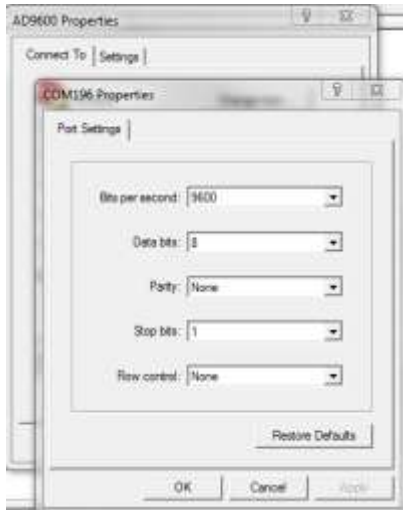 AD9600 Properties
Connect To Settings
COM196 Properties
Port Settings
Bits per second: 9600
Data bits: 8
Parity: None
Stop bits: 1
Flow control: None
Restore Defaults
OK Cancel Apply